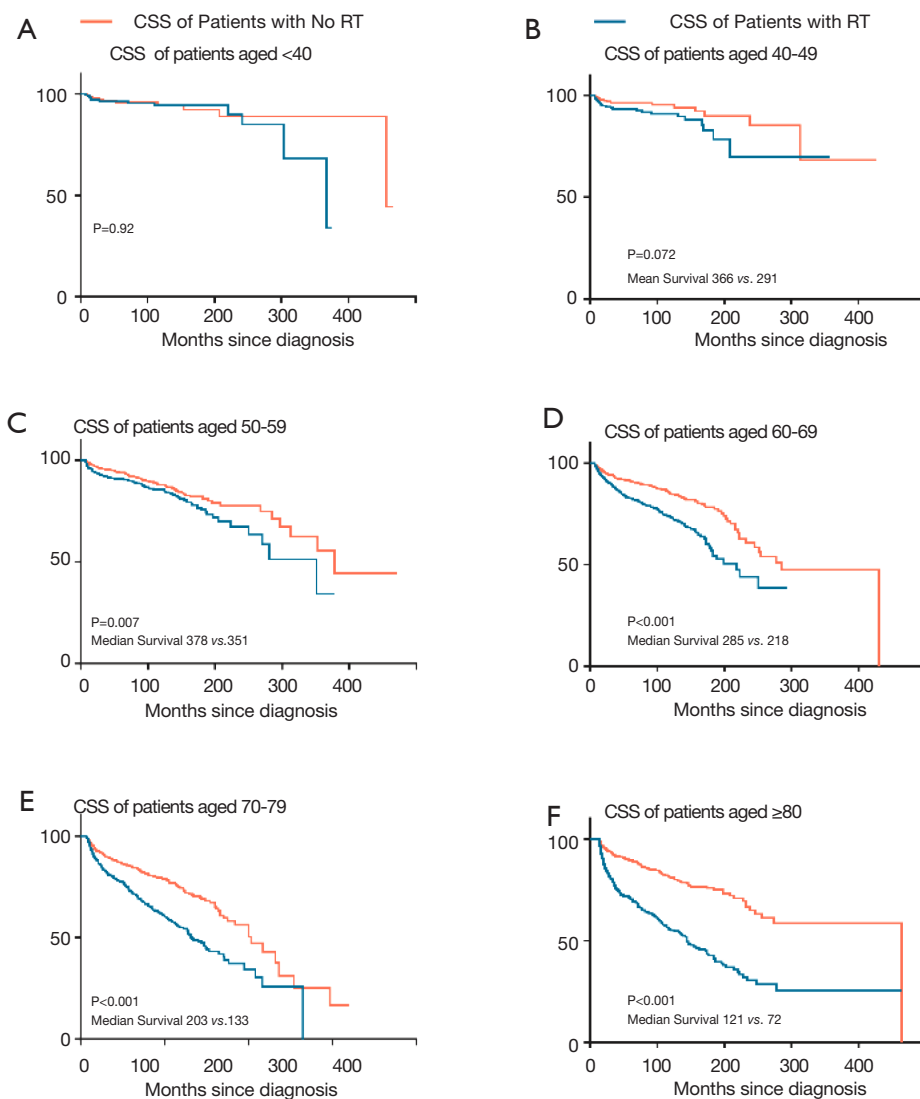 CSS of Patients with No RT
CSS of Patients with RT
A
CSS of patients aged <40
100
50
0
P=0.92
0 100 200 300 400
Months since diagnosis
B
CSS of patients aged 40-49
100
50
0
P=0.072
Mean Survival 366 vs. 291
0 100 200 300 400
Months since diagnosis
C
CSS of patients aged 50-59
100
50
0
P=0.007
Median Survival 378 vs.351
0 100 200 300 400
Months since diagnosis
D
CSS of patients aged 60-69
100
50
0
P<0.001
Median Survival 285 vs. 218
0 100 200 300 400
Months since diagnosis
E
CSS of patients aged 70-79
100
50
0
P<0.001
Median Survival 203 vs.133
0 100 200 300 400
Months since diagnosis
F
CSS of patients aged ≥80
100
50
0
P<0.001
Median Survival 121 vs. 72
0 100 200 300 400
Months since diagnosis